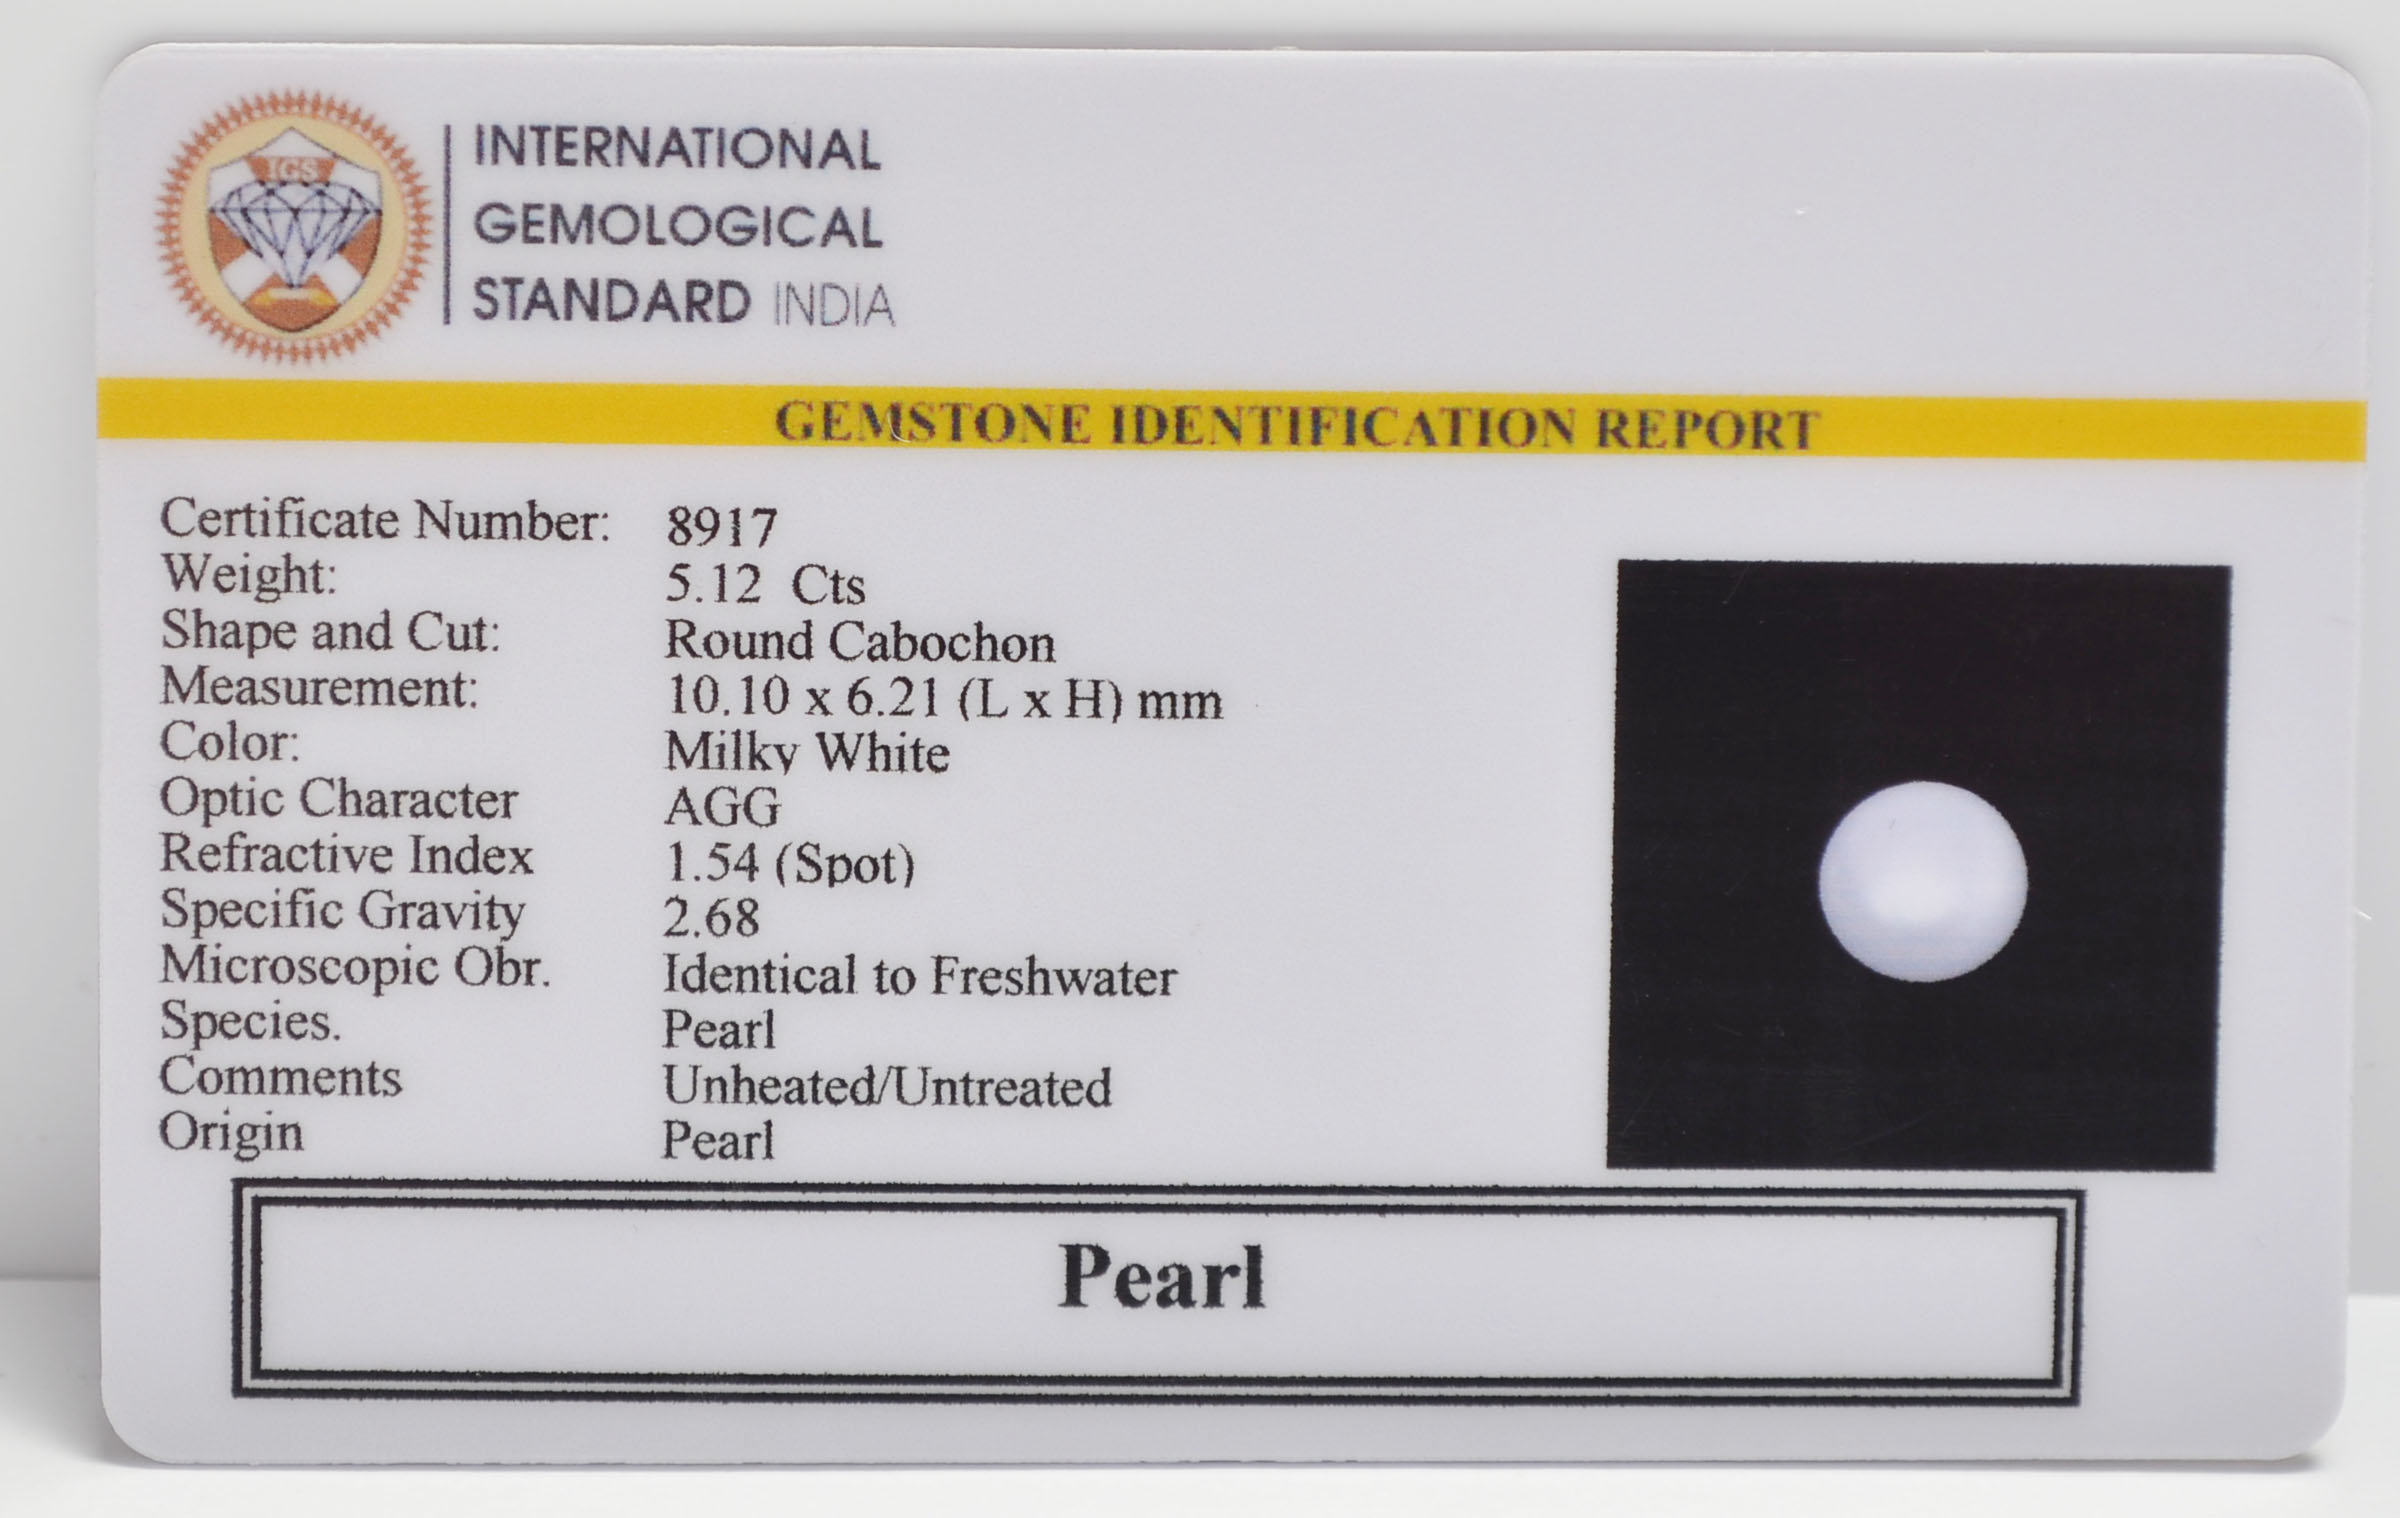 IGS
INTERNATIONAL
GEMOLOGICAL
STANDARD INDIA
GEMSTONE IDENTIFICATION REPORT
Certificate Number: 8917
Weight: 5.12 Cts
Shape and Cut: Round Cabochon
Measurement: 10.10 x 6.21 (L x H) mm
Color: Milky White
Optic Character AGG
Refractive Index 1.54 (Spot)
Specific Gravity 2.68
Microscopic Obr. Identical to Freshwater
Species. Pearl
Comments Unheated/Untreated
Origin Pearl
Pearl